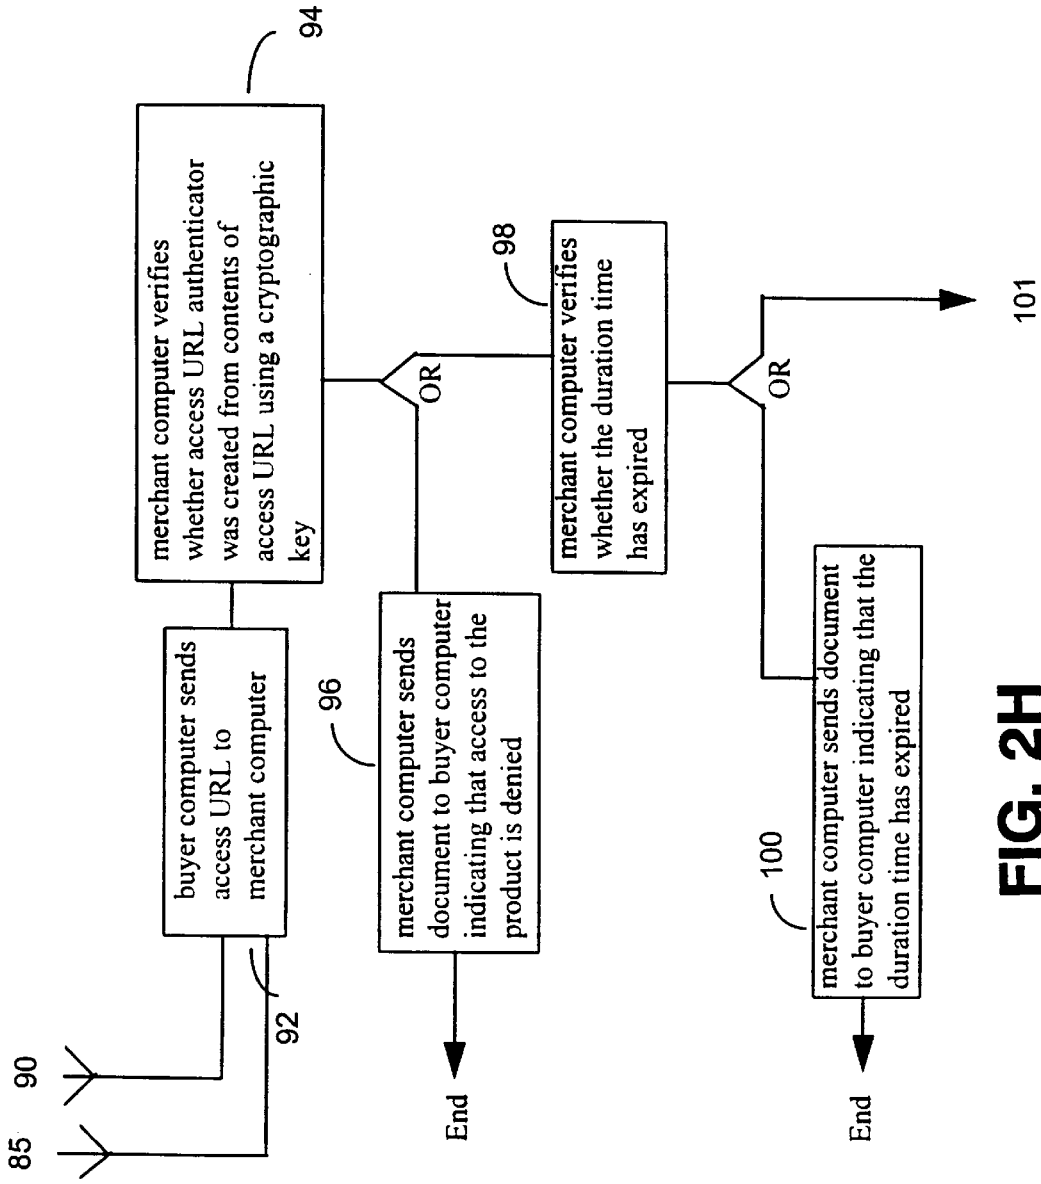 85
90
92
buyer computer sends
access URL to
merchant computer
94
merchant computer verifies
whether access URL authenticator
was created from contents of
access URL using a cryptographic
key
OR
96
merchant computer sends
document to buyer computer
indicating that access to the
product is denied
End
98
merchant computer verifies
whether the duration time
has expired
OR
100
merchant computer sends document
to buyer computer indicating that the
duration time has expired
End
101
FIG. 2H